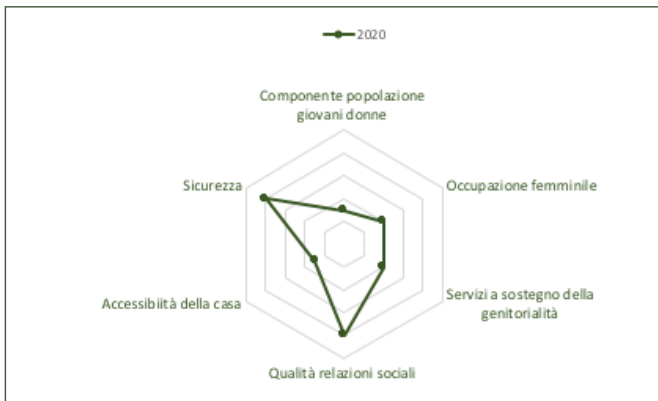 2020
Componente popolazione
giovani donne
Sicurezza
Occupazione femminile
Accessibiità della casa
Servizi a sostegno della
genitorialità
Qualità relazioni sociali